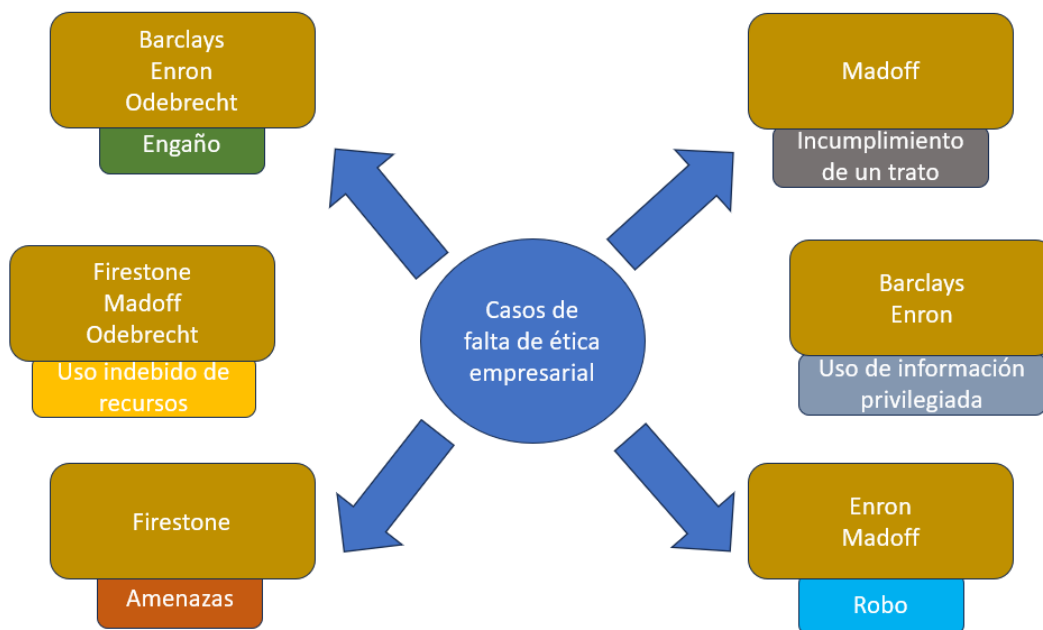 Barclays
Enron
Odebrecht
Engaño
Madoff
Incumplimiento
de un trato
Firestone
Madoff
Odebrecht
Uso indebido de
recursos
Casos de
falta de ética
empresarial
Barclays
Enron
Uso de información
privilegiada
Firestone
Amenazas
Enron
Madoff
Robo